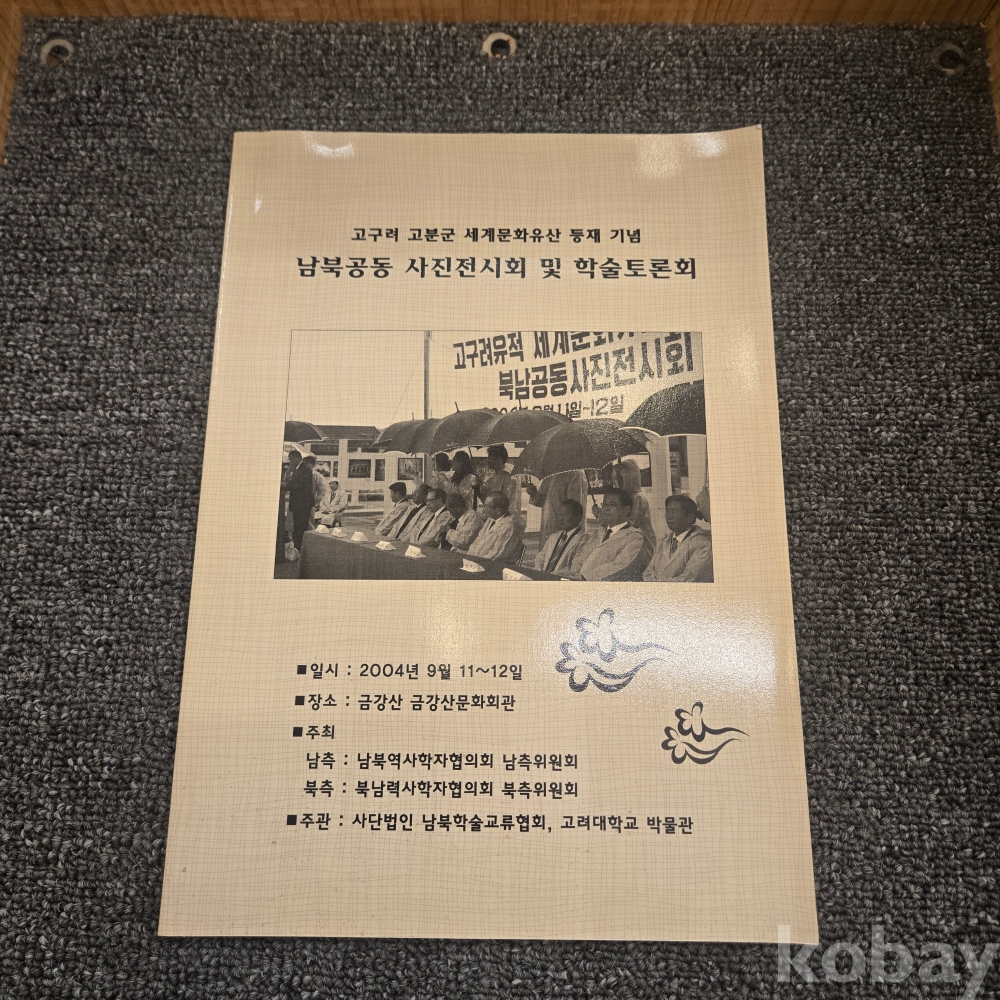 고구려 고분군 세계문화유산 등재 기념
남북공동 사진전시회 및 학술토론회
고구려유적 세계문화
북남공동사진전시회
11일~12일
■일시 : 2004년 9월 11~12일
■장소 : 금강산 금강산문화회관
■주최
남측 : 남북역사학자협의회 남측위원회
북측 : 북남력사학자협의회 북측위원회
■주관 : 사단법인 남북학술교류협회, 고려대학교 박물관
kobay